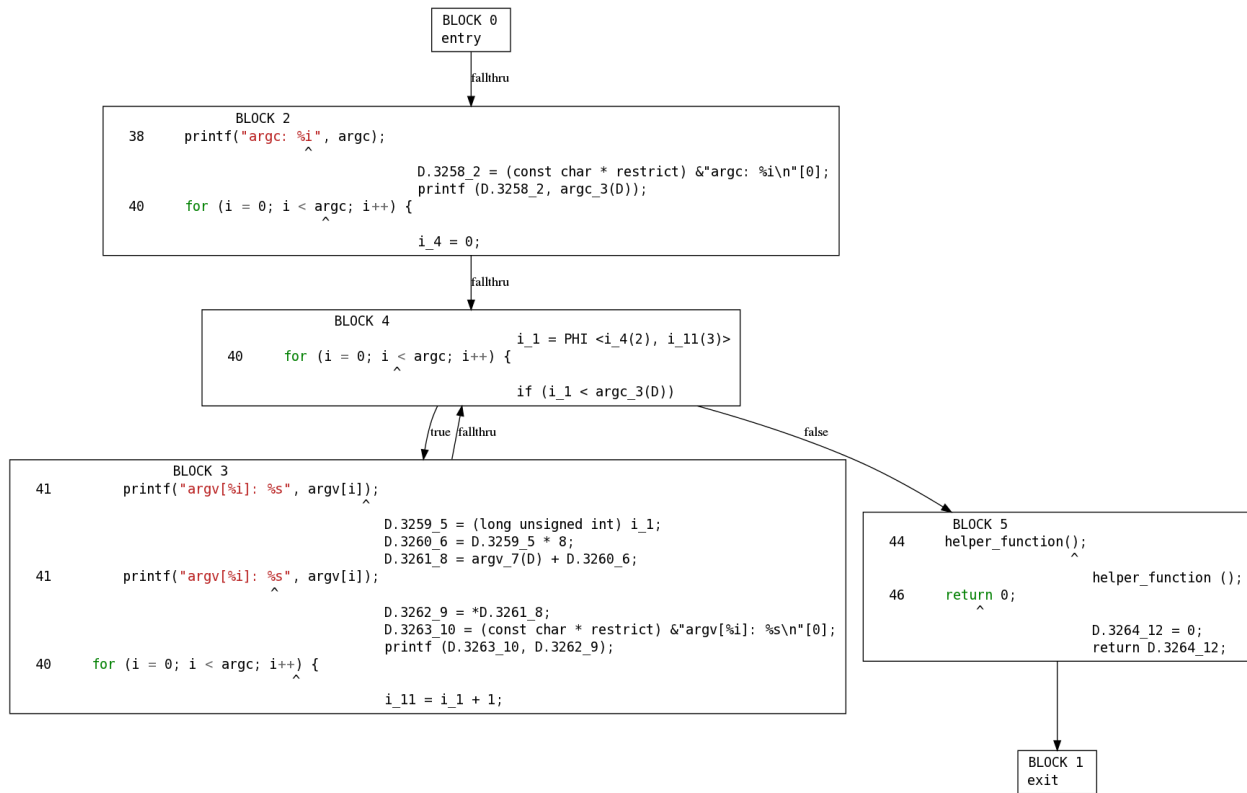 BLOCK 0
entry
fallthru
BLOCK 2
38 printf("argc: %i", argc);
^
D.3258_2 = (const char * restrict) &"argc: %i\n"[0];
printf (D.3258_2, argc_3(D));
40 for (i = 0; i < argc; i++) {
^
i_4 = 0;
fallthru
BLOCK 4
i_1 = PHI <i_4(2), i_11(3)>
40 for (i = 0; i < argc; i++) {
^
if (i_1 < argc_3(D))
true fallthru false
BLOCK 3
41 printf("argv[%i]: %s", argv[i]);
^
D.3259_5 = (long unsigned int) i_1;
D.3260_6 = D.3259_5 * 8;
D.3261_8 = argv_7(D) + D.3260_6;
41 printf("argv[%i]: %s", argv[i]);
^
D.3262_9 = *D.3261_8;
D.3263_10 = (const char * restrict) &"argv[%i]: %s\n"[0];
printf (D.3263_10, D.3262_9);
40 for (i = 0; i < argc; i++) {
^
i_11 = i_1 + 1;
BLOCK 5
44 helper_function();
^
helper_function ();
46 return 0;
^
D.3264_12 = 0;
return D.3264_12;
BLOCK 1
exit